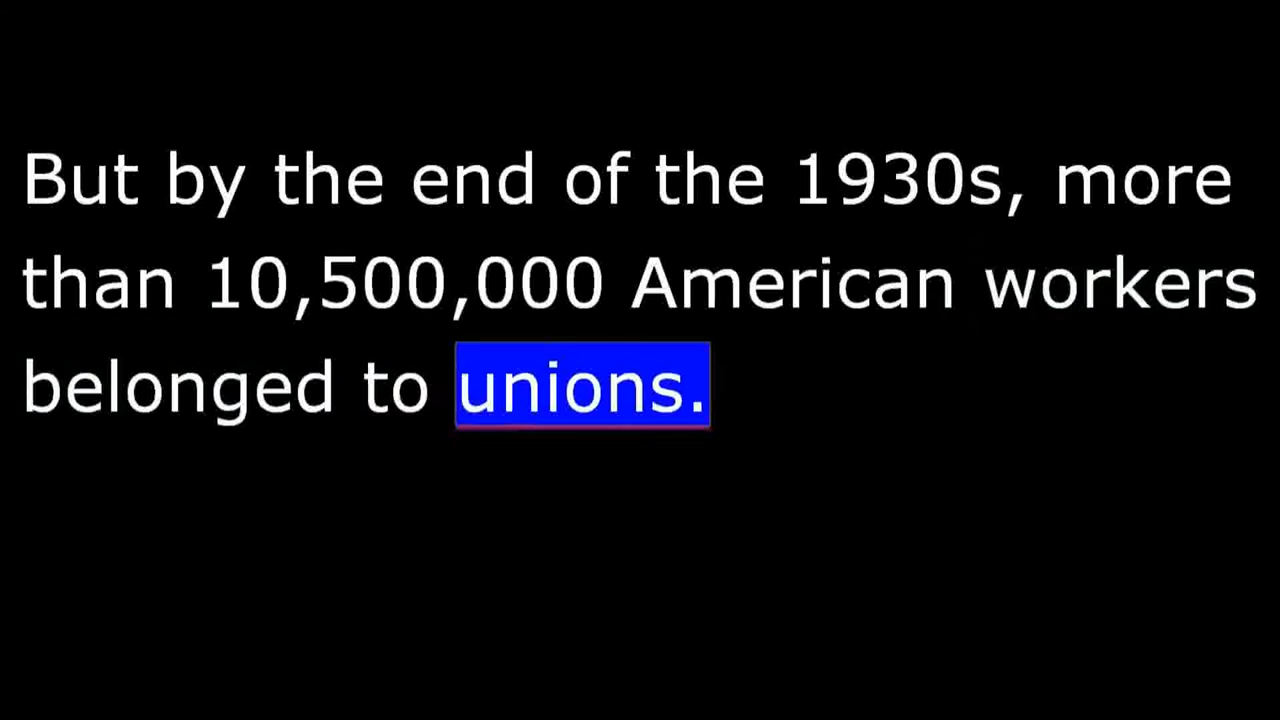 But by the end of the 1930s, more
than 10,500,000 American workers
belonged to unions.